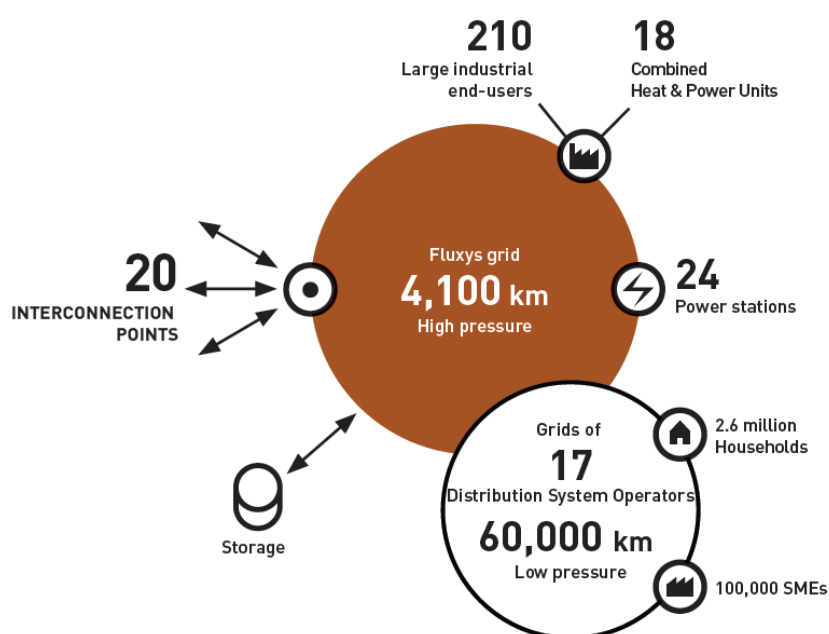 210
Large industrial
end-users
18
Combined
Heat & Power Units
20
INTERCONNECTION
POINTS
Fluxys grid
4,100 km
High pressure
24
Power stations
Grids of
17
Distribution System Operators
60,000 km
Low pressure
2.6 million
Households
100,000 SMEs
Storage